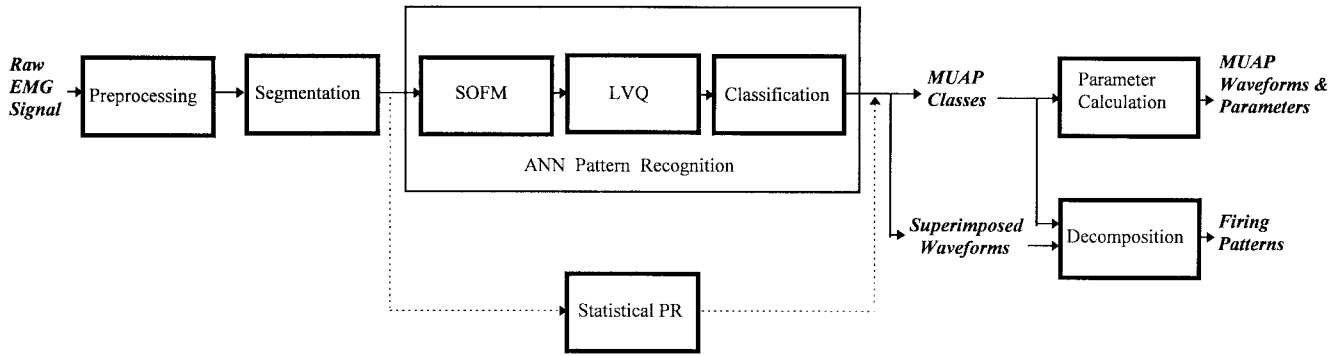 Raw
EMG
Signal
Preprocessing
Segmentation
SOFM
LVQ
Classification
ANN Pattern Recognition
MUAP
Classes
Parameter
Calculation
MUAP
Waveforms &
Parameters
Superimposed
Waveforms
Decomposition
Firing
Patterns
Statistical PR